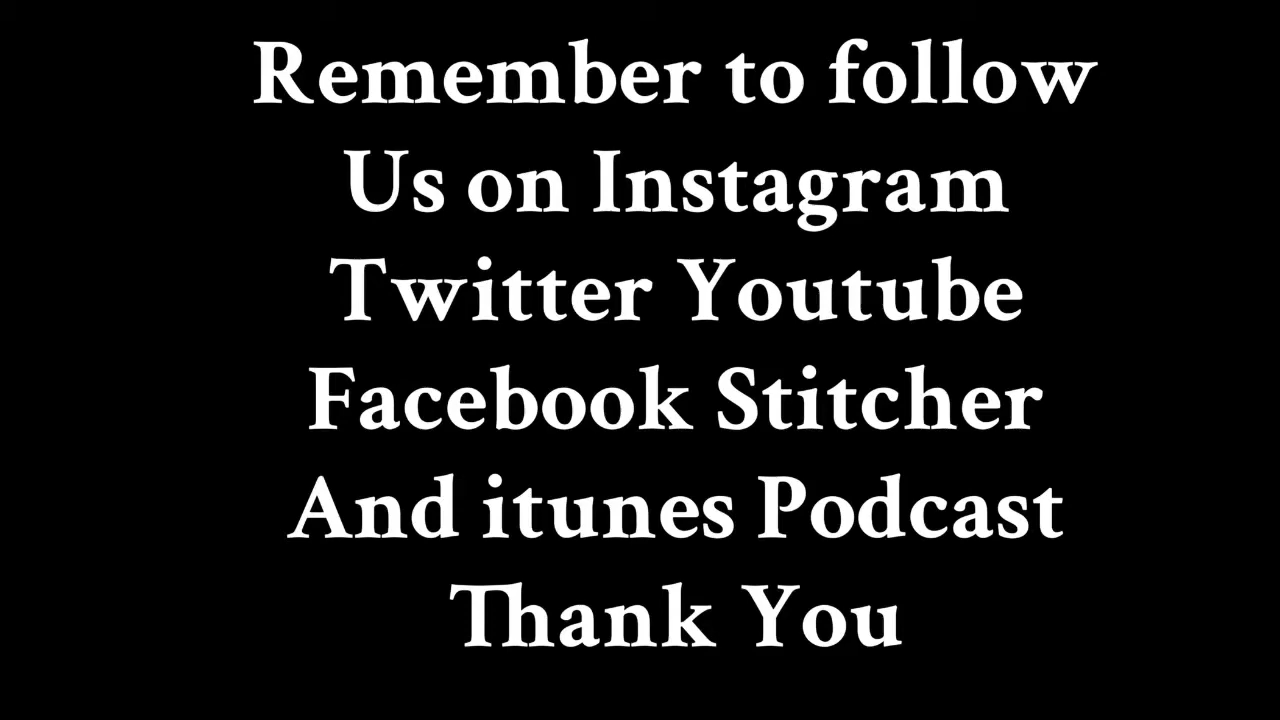 Remember to follow
Us on Instagram
Twitter Youtube
Facebook Stitcher
And itunes Podcast
Thank You